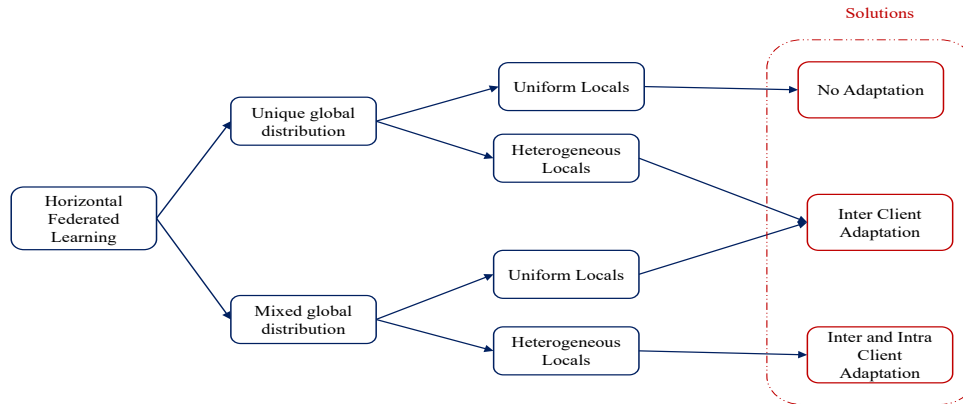 Solutions
Uniform Locals
No Adaptation
Unique global
distribution
Heterogeneous
Locals
Horizontal
Federated
Learning
Inter Client
Adaptation
Uniform Locals
Mixed global
distribution
Heterogeneous
Locals
Inter and Intra
Client
Adaptation